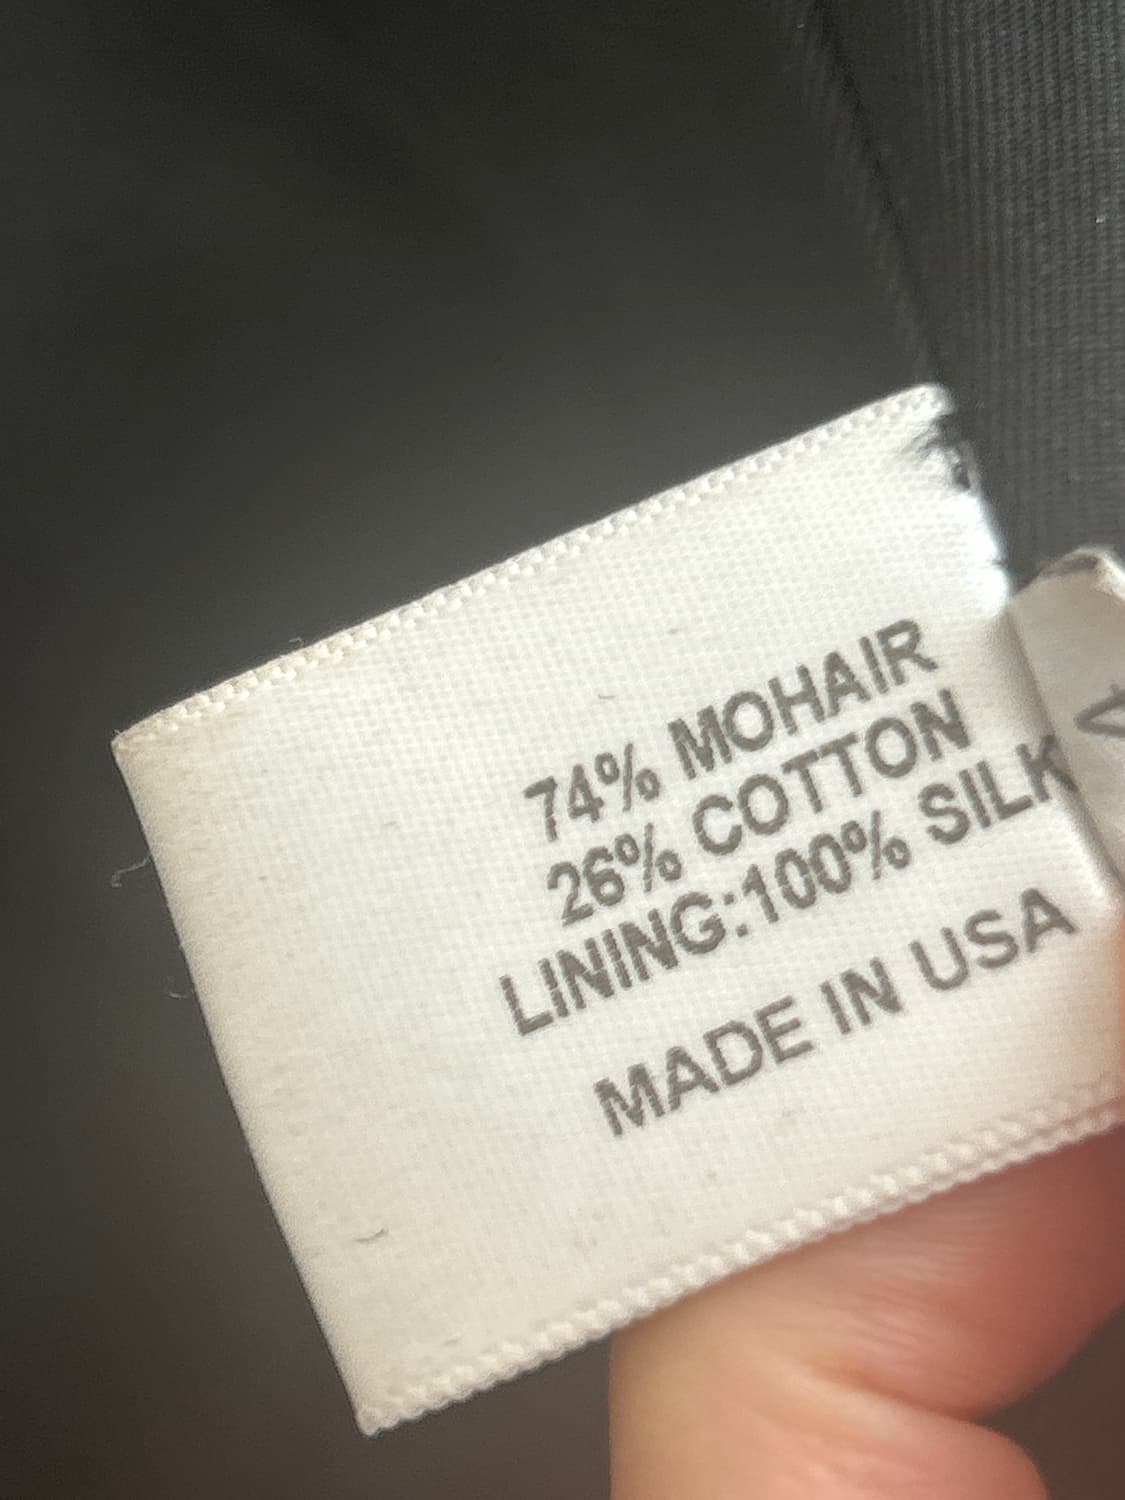 74% MOHAIR
26% COTTON
LINING:100% SILK
MADE IN USA